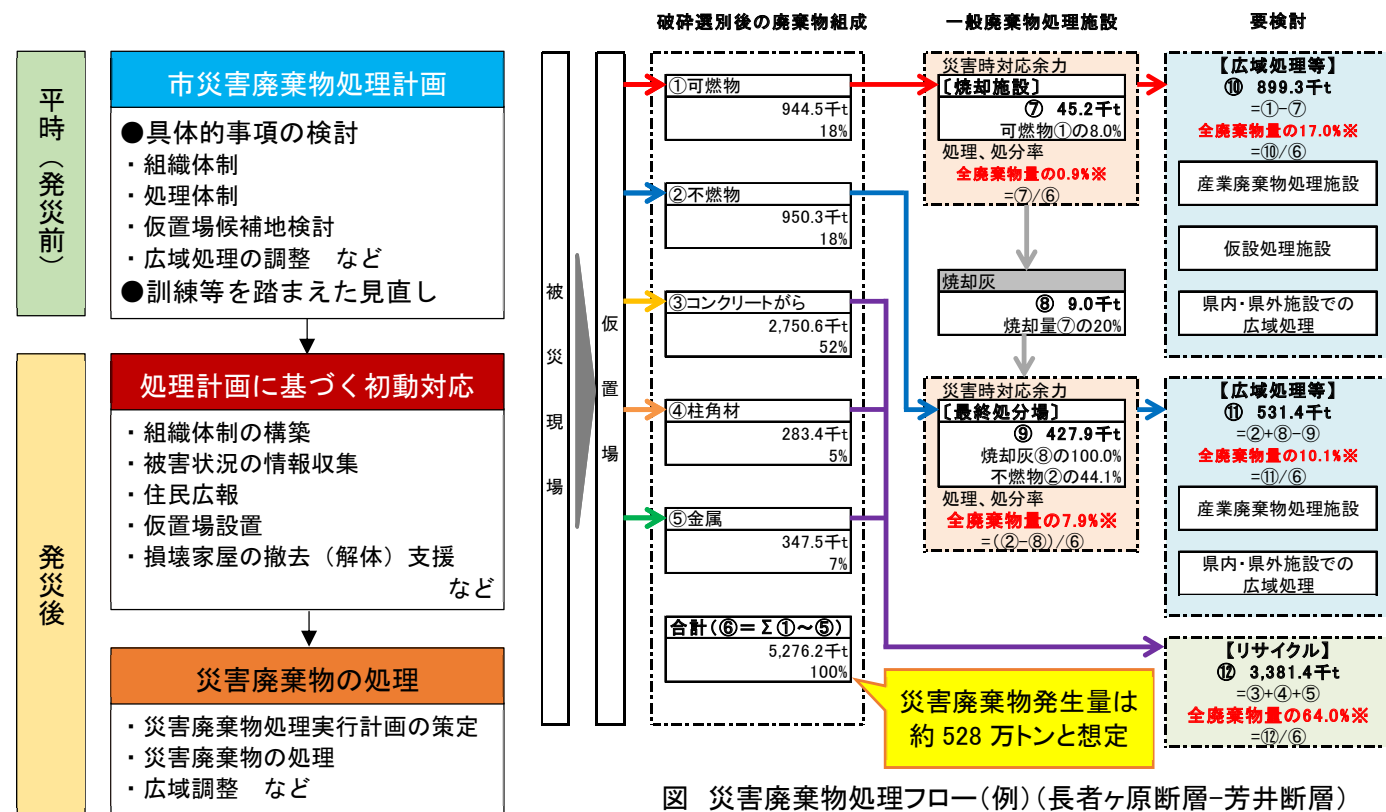 平時（発災前）
市災害廃棄物処理計画
●具体的事項の検討
・組織体制
・処理体制
・仮置場候補地検討
・広域処理の調整　など
●訓練等を踏まえた見直し
発災後
処理計画に基づく初動対応
・組織体制の構築
・被害状況の情報収集
・住民広報
・仮置場設置
・損壊家屋の撤去（解体）支援
など
災害廃棄物の処理
・災害廃棄物処理実行計画の策定
・災害廃棄物の処理
・広域調整　など
被災現場
仮置場
破砕選別後の廃棄物組成
①可燃物
944.5千t
18%
②不燃物
950.3千t
18%
③コンクリートがら
2,750.6千t
52%
④柱角材
283.4千t
5%
⑤金属
347.5千t
7%
合計(⑥=Σ①～⑤)
5,276.2千t
100%
災害廃棄物発生量は
約 528 万トンと想定
一般廃棄物処理施設
災害時対応余力
［焼却施設］
⑦ 45.2千t
可燃物①の8.0%
処理、処分率
全廃棄物量の0.9%※
=⑦/⑥
焼却灰
⑧ 9.0千t
焼却量⑦の20%
災害時対応余力
［最終処分場］
⑨ 427.9千t
焼却灰⑧の100.0%
不燃物②の44.1%
処理、処分率
全廃棄物量の7.9%※
=(②-⑧)/⑥
要検討
【広域処理等】
⑩ 899.3千t
=①-⑦
全廃棄物量の17.0%※
=⑩/⑥
産業廃棄物処理施設
仮設処理施設
県内・県外施設での
広域処理
【広域処理等】
⑪ 531.4千t
=②+⑧-⑨
全廃棄物量の10.1%※
=⑪/⑥
産業廃棄物処理施設
県内・県外施設での
広域処理
【リサイクル】
⑫ 3,381.4千t
=③+④+⑤
全廃棄物量の64.0%※
=⑫/⑥
図　災害廃棄物処理フロー(例)(長者ヶ原断層-芳井断層)